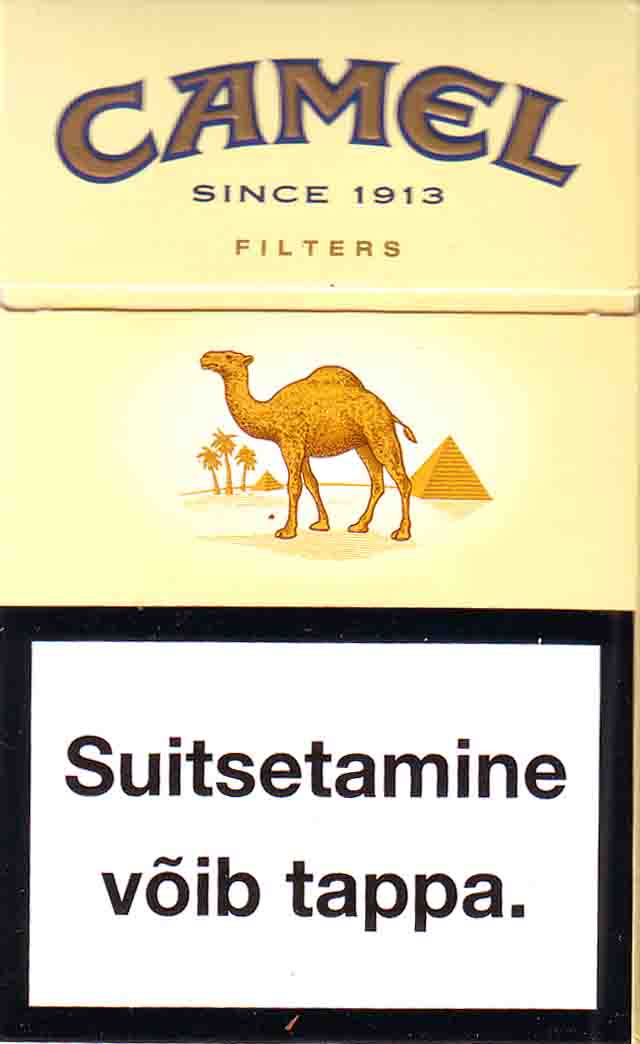 CAMEL
SINCE 1913
FILTERS
Suitsetamine
võib tappa.